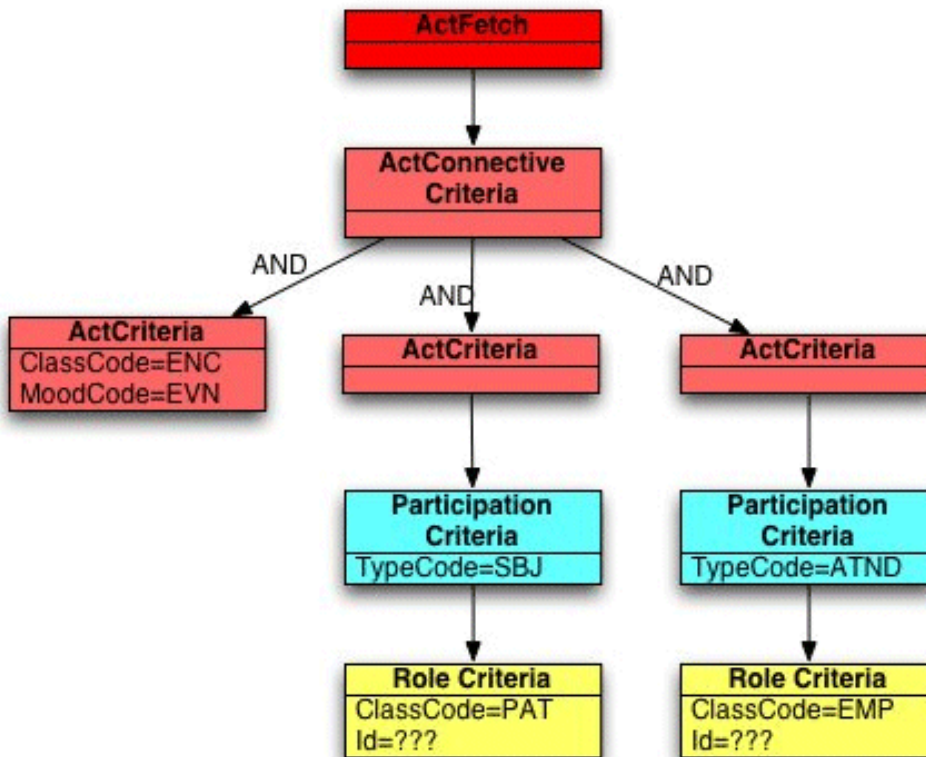 ActFetch
ActConnective
Criteria
AND
AND
AND
ActCriteria
ClassCode=ENC
MoodCode=EVN
ActCriteria
ActCriteria
Participation
Criteria
TypeCode=SBJ
Participation
Criteria
TypeCode=ATND
Role Criteria
ClassCode=PAT
Id=???
Role Criteria
ClassCode=EMP
Id=???